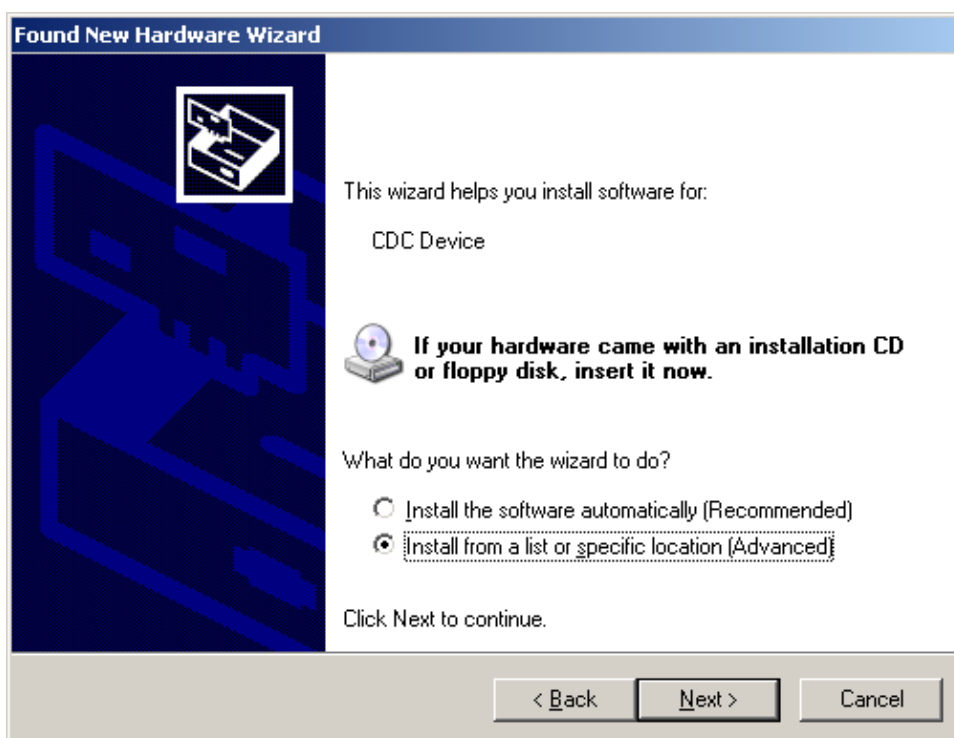 Found New Hardware Wizard
This wizard helps you install software for:
CDC Device
If your hardware came with an installation CD
or floppy disk, insert it now.
What do you want the wizard to do?
Install the software automatically (Recommended)
Install from a list or specific location (Advanced)
Click Next to continue.
< Back
Next >
Cancel